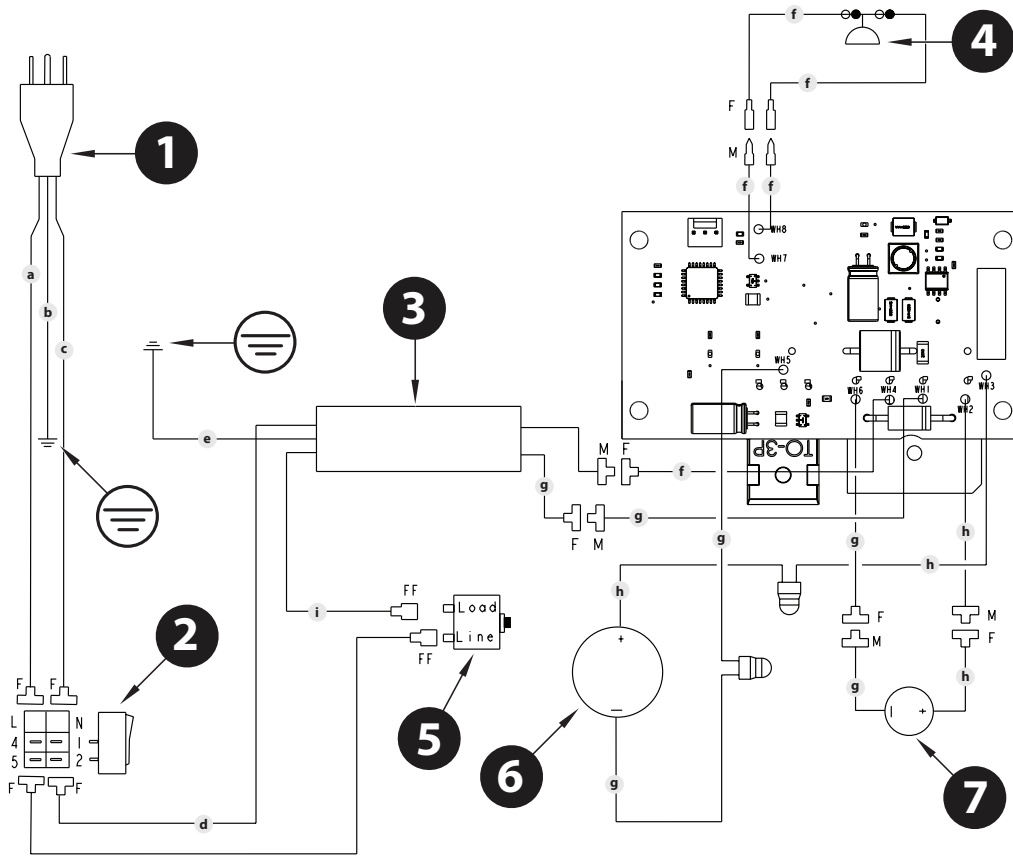 f
4
F
f
1
M
f f
WH8
WH7
a
3
b
c
WH5
WH3
WH6 WH4 WH1 WH2
e
TO-3P
M F
f
g
g
F M
h
g
g
h
h
FF
i
Load
F
M
Line
2
FF
M
F
F F
+
h
g
L N
4 1
5 2
– +
5
6
–
7
F F
g
d